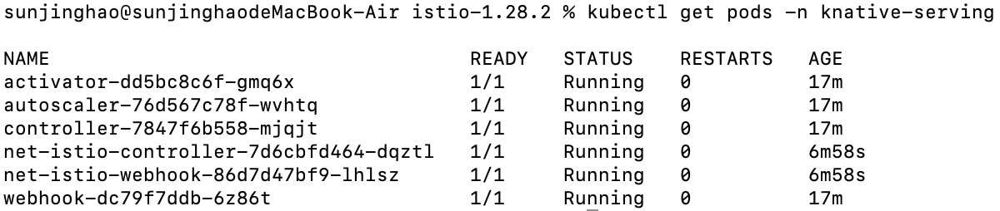 sunjinghao@sunjinghaodeMacBook-Air istio-1.28.2 % kubectl get pods -n knative-serving
NAME READY STATUS RESTARTS AGE
activator-dd5bc8c6f-gmq6x 1/1 Running 0 17m
autoscaler-76d567c78f-wvhtq 1/1 Running 0 17m
controller-7847f6b558-mjqjt 1/1 Running 0 17m
net-istio-controller-7d6cbfd464-dqztl 1/1 Running 0 6m58s
net-istio-webhook-86d7d47bf9-lhlsz 1/1 Running 0 6m58s
webhook-dc79f7ddb-6z86t 1/1 Running 0 17m